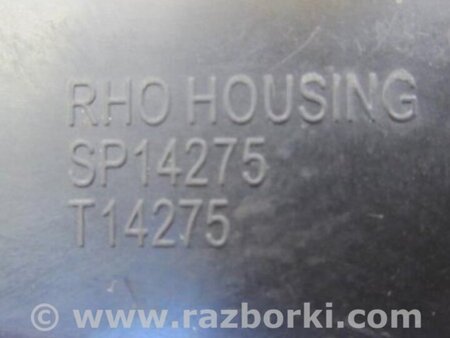 RHO HOUSING
SP14275
T14275
© www.razborki.com